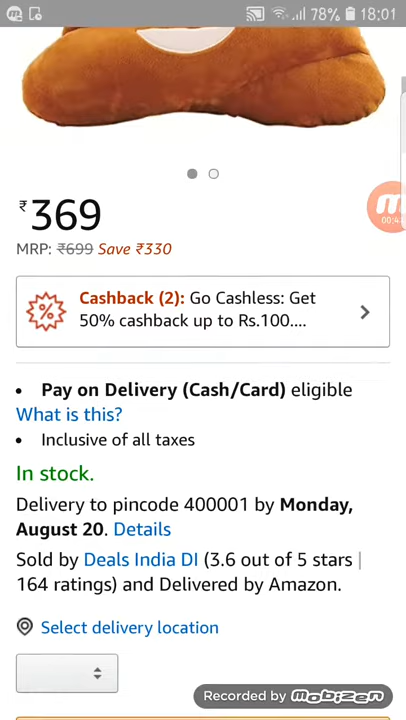 78% 18:01
₹369
00:4
MRP: ₹699 Save ₹330
Cashback (2): Go Cashless: Get
50% cashback up to Rs.100....
• Pay on Delivery (Cash/Card) eligible
What is this?
• Inclusive of all taxes
In stock.
Delivery to pincode 400001 by Monday,
August 20. Details
Sold by Deals India DI (3.6 out of 5 stars |
164 ratings) and Delivered by Amazon.
Select delivery location
Recorded by mobizen